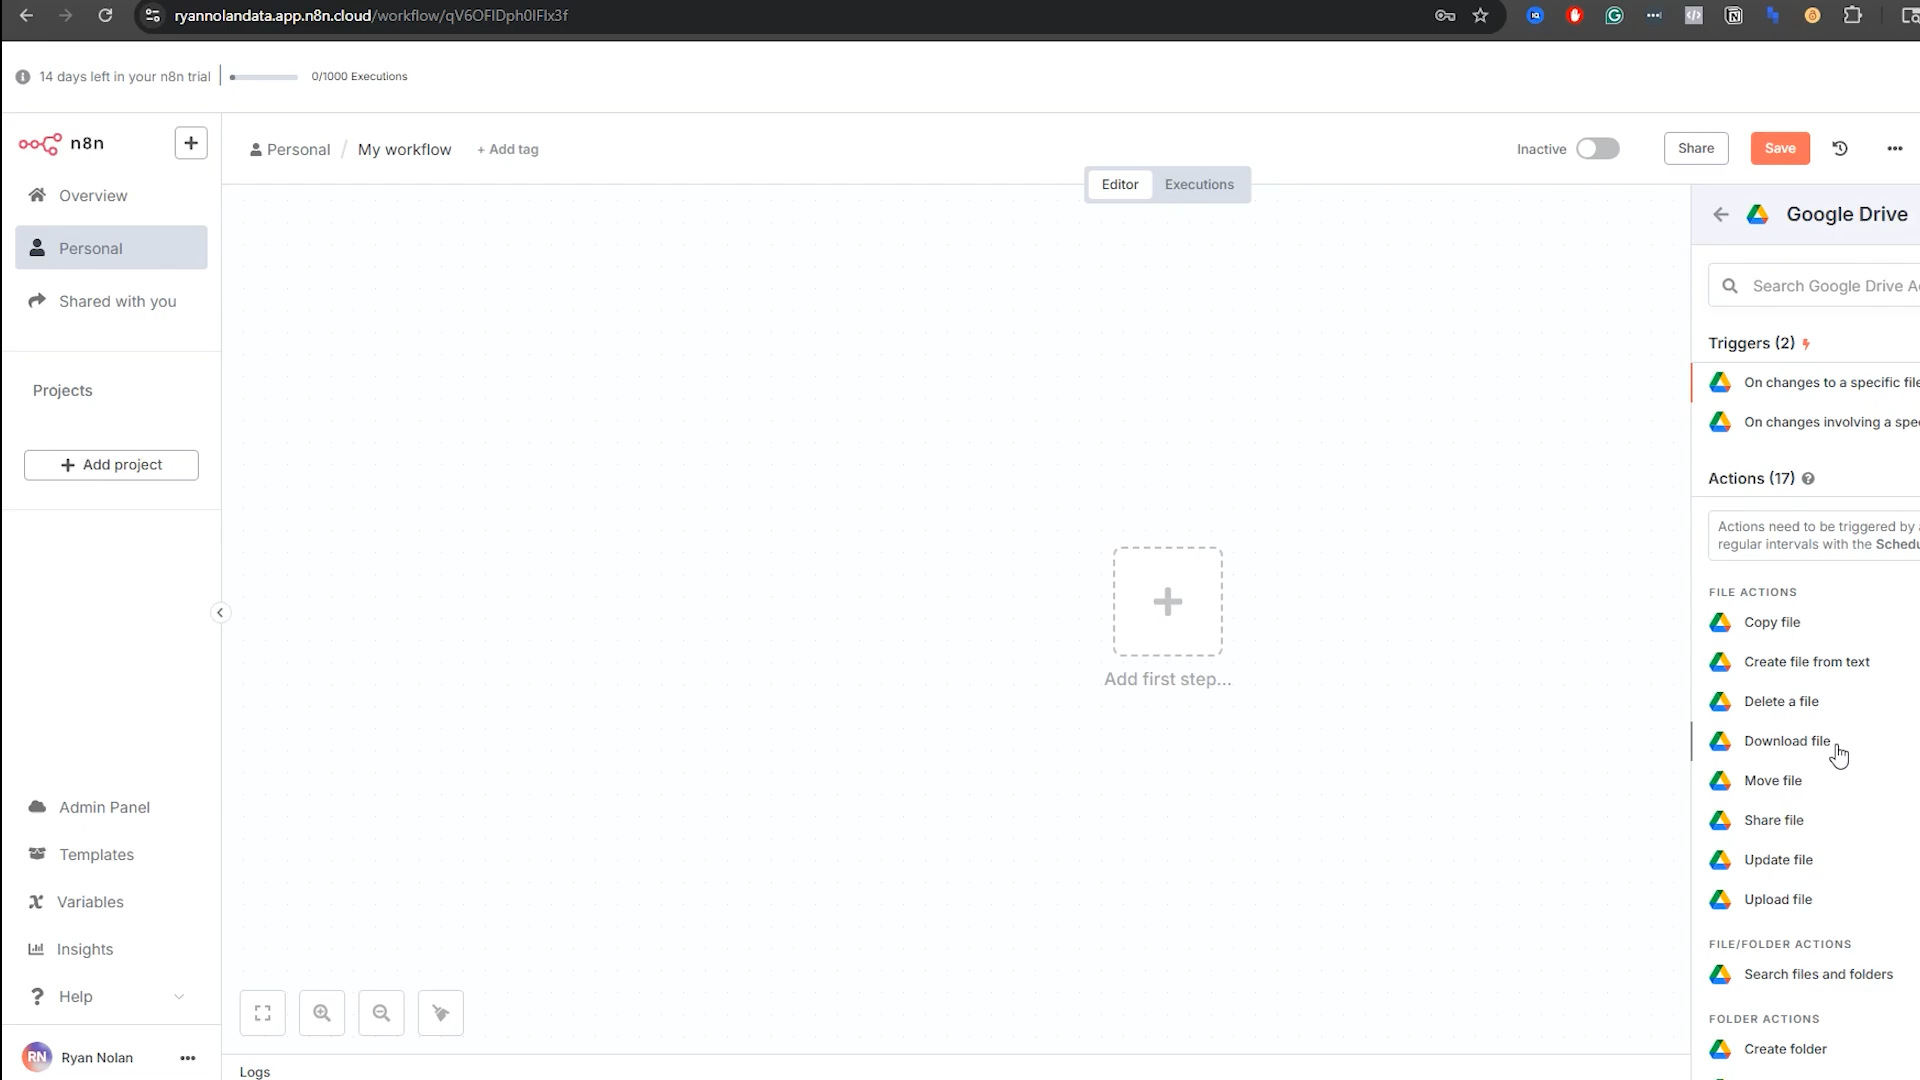 ryannolandata.app.n8n.cloud/workflow/qV6OFlDph0lFlx3f
14 days left in your n8n trial
0/1000 Executions
n8n
Personal / My workflow
+ Add tag
Inactive
Share
Save
Editor
Executions
Overview
Personal
Shared with you
Projects
+ Add project
Add first step...
Google Drive
Search Google Drive Ac
Triggers (2)
On changes to a specific file
On changes involving a spec
Actions (17)
Actions need to be triggered by a
regular intervals with the Schedu
FILE ACTIONS
Copy file
Create file from text
Delete a file
Download file
Move file
Share file
Update file
Upload file
FILE/FOLDER ACTIONS
Search files and folders
FOLDER ACTIONS
Create folder
Admin Panel
Templates
Variables
Insights
Help
RN
Ryan Nolan
Logs